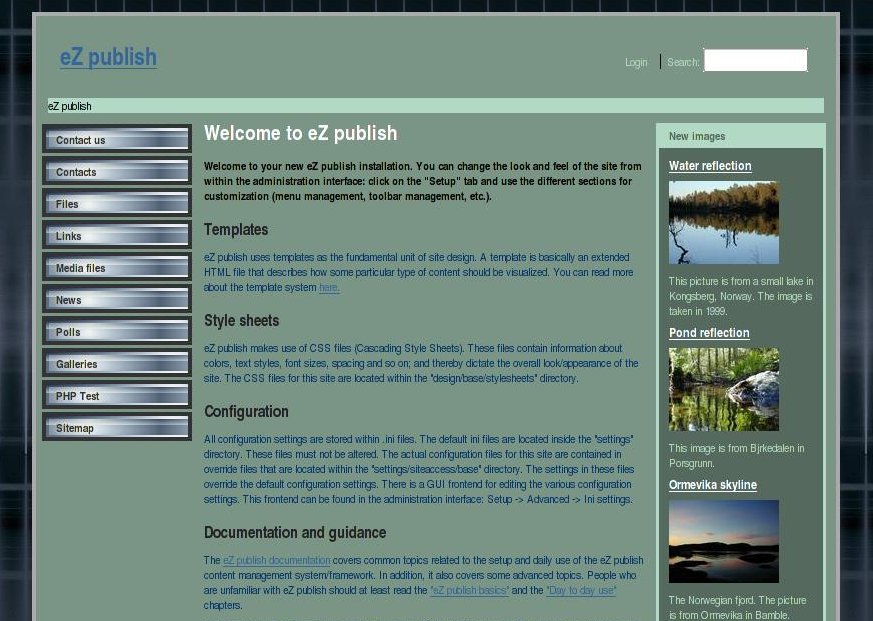 eZ publish
Login
Search:
eZ publish
Contact us
Contacts
Files
Links
Media files
News
Polls
Galleries
PHP Test
Sitemap
Welcome to eZ publish
Welcome to your new eZ publish installation. You can change the look and feel of the site from
within the administration interface: click on the "Setup" tab and use the different sections for
customization (menu management, toolbar management, etc.).
Templates
eZ publish uses templates as the fundamental unit of site design. A template is basically an extended
HTML file that describes how some particular type of content should be visualized. You can read more
about the template system here.
Style sheets
eZ publish makes use of CSS files (Cascading Style Sheets). These files contain information about
colors, text styles, font sizes, spacing and so on; and thereby dictate the overall look/appearance of the
site. The CSS files for this site are located within the "design/base/stylesheets" directory.
Configuration
All configuration settings are stored within .ini files. The default ini files are located inside the "settings"
directory. These files must not be altered. The actual configuration files for this site are contained in
override files that are located within the "settings/siteaccess/base" directory. The settings in these files
override the default configuration settings. There is a GUI frontend for editing the various configuration
settings. This frontend can be found in the administration interface: Setup -> Advanced -> Ini settings.
Documentation and guidance
The eZ publish documentation covers common topics related to the setup and daily use of the eZ publish
content management system/framework. In addition, it also covers some advanced topics. People who
are unfamiliar with eZ publish should at least read the "eZ publish basics" and the "Day to day use"
chapters.
New images
Water reflection
This picture is from a small lake in
Kongsberg, Norway. The image is
taken in 1999.
Pond reflection
This image is from Bjrkedalen in
Porsgrunn.
Ormevika skyline
The Norwegian fjord. The picture
is from Ormevika in Bamble.